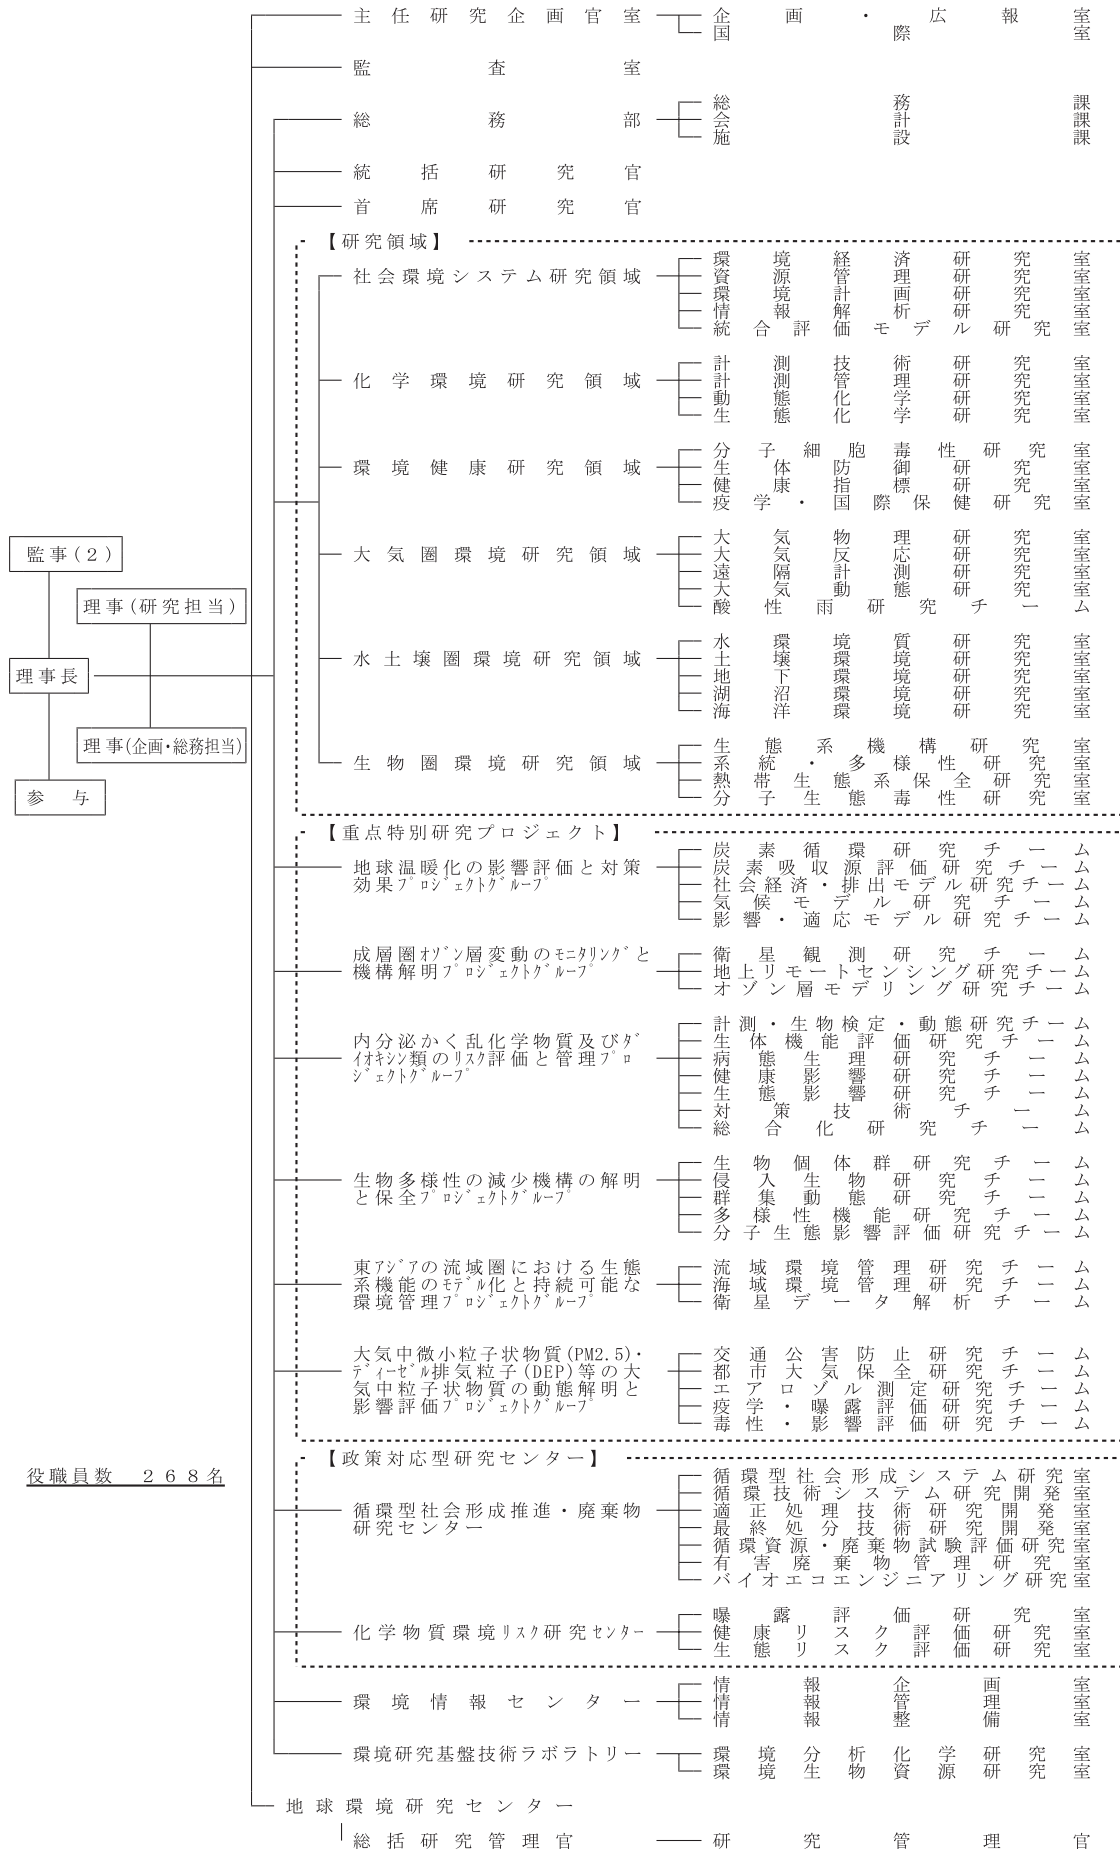 主任研究企画官室
企画・広報室
国際室
監査室
総務部
総務課
会計課
施設課
統括研究官
首席研究官
【研究領域】
社会環境システム研究領域
環境経済研究室
資源管理研究室
環境計画研究室
情報解析研究室
統合評価モデル研究室
化学環境研究領域
計測技術研究室
計測管理研究室
動態化学研究室
生態化学研究室
環境健康研究領域
分子細胞毒性研究室
生体防御研究室
健康指標研究室
疫学・国際保健研究室
監事(2)
理事(研究担当)
理事長
理事(企画・総務担当)
参与
大気圏環境研究領域
大気物理研究室
大気反応研究室
遠隔計測研究室
大気動態研究室
酸性雨研究チーム
水土壌圏環境研究領域
水環境質研究室
土壌環境研究室
地下環境研究室
湖沼環境研究室
海洋環境研究室
生物圏環境研究領域
生態系機構研究室
系統・多様性研究室
熱帯生態系保全研究室
分子生態毒性研究室
【重点特別研究プロジェクト】
地球温暖化の影響評価と対策
効果ﾌﾟﾛｼﾞｪｸﾄｸﾞﾙｰﾌﾟ
炭素循環研究チーム
炭素吸収源評価研究チーム
社会経済・排出モデル研究チーム
気候モデル研究チーム
影響・適応モデル研究チーム
成層圏ｵｿﾞﾝ層変動のﾓﾆﾀﾘﾝｸﾞと
機構解明ﾌﾟﾛｼﾞｪｸﾄｸﾞﾙｰﾌﾟ
衛星観測研究チーム
地上リモートセンシング研究チーム
オゾン層モデリング研究チーム
内分泌かく乱化学物質及びﾀﾞ
ｲｵｷｼﾝ類のﾘｽｸ評価と管理ﾌﾟﾛ
ｼﾞｪｸﾄｸﾞﾙｰﾌﾟ
計測・生物検定・動態研究チーム
生体機能評価研究チーム
病態生理研究チーム
健康影響研究チーム
生態影響研究チーム
対策技術チーム
総合化研究チーム
生物多様性の減少機構の解明
と保全ﾌﾟﾛｼﾞｪｸﾄｸﾞﾙｰﾌﾟ
生物個体群研究チーム
侵入生物研究チーム
群集動態研究チーム
多様性機能研究チーム
分子生態影響評価研究チーム
東ｱｼﾞｱの流域圏における生態
系機能のﾓﾃﾞﾙ化と持続可能な
環境管理ﾌﾟﾛｼﾞｪｸﾄｸﾞﾙｰﾌﾟ
流域環境管理研究チーム
海域環境管理研究チーム
衛星データ解析チーム
大気中微小粒子状物質(PM2.5)・
ﾃﾞｨｰｾﾞﾙ排気粒子(DEP)等の大
気中粒子状物質の動態解明と
影響評価ﾌﾟﾛｼﾞｪｸﾄｸﾞﾙｰﾌﾟ
交通公害防止研究チーム
都市大気保全研究チーム
エアロゾル測定研究チーム
疫学・曝露評価研究チーム
毒性・影響評価研究チーム
役職員数　２６８名
【政策対応型研究センター】
循環型社会形成推進・廃棄物
研究センター
循環型社会形成システム研究室
循環技術システム研究開発室
適正処理技術研究開発室
最終処分技術研究開発室
循環資源・廃棄物試験評価研究室
有害廃棄物管理研究室
バイオエコエンジニアリング研究室
化学物質環境ﾘｽｸ研究ｾﾝﾀｰ
曝露評価研究室
健康リスク評価研究室
生態リスク評価研究室
環境情報センター
情報企画室
情報管理室
情報整備室
環境研究基盤技術ラボラトリー
環境分析化学研究室
環境生物資源研究室
地球環境研究センター
総括研究管理官
研究管理官